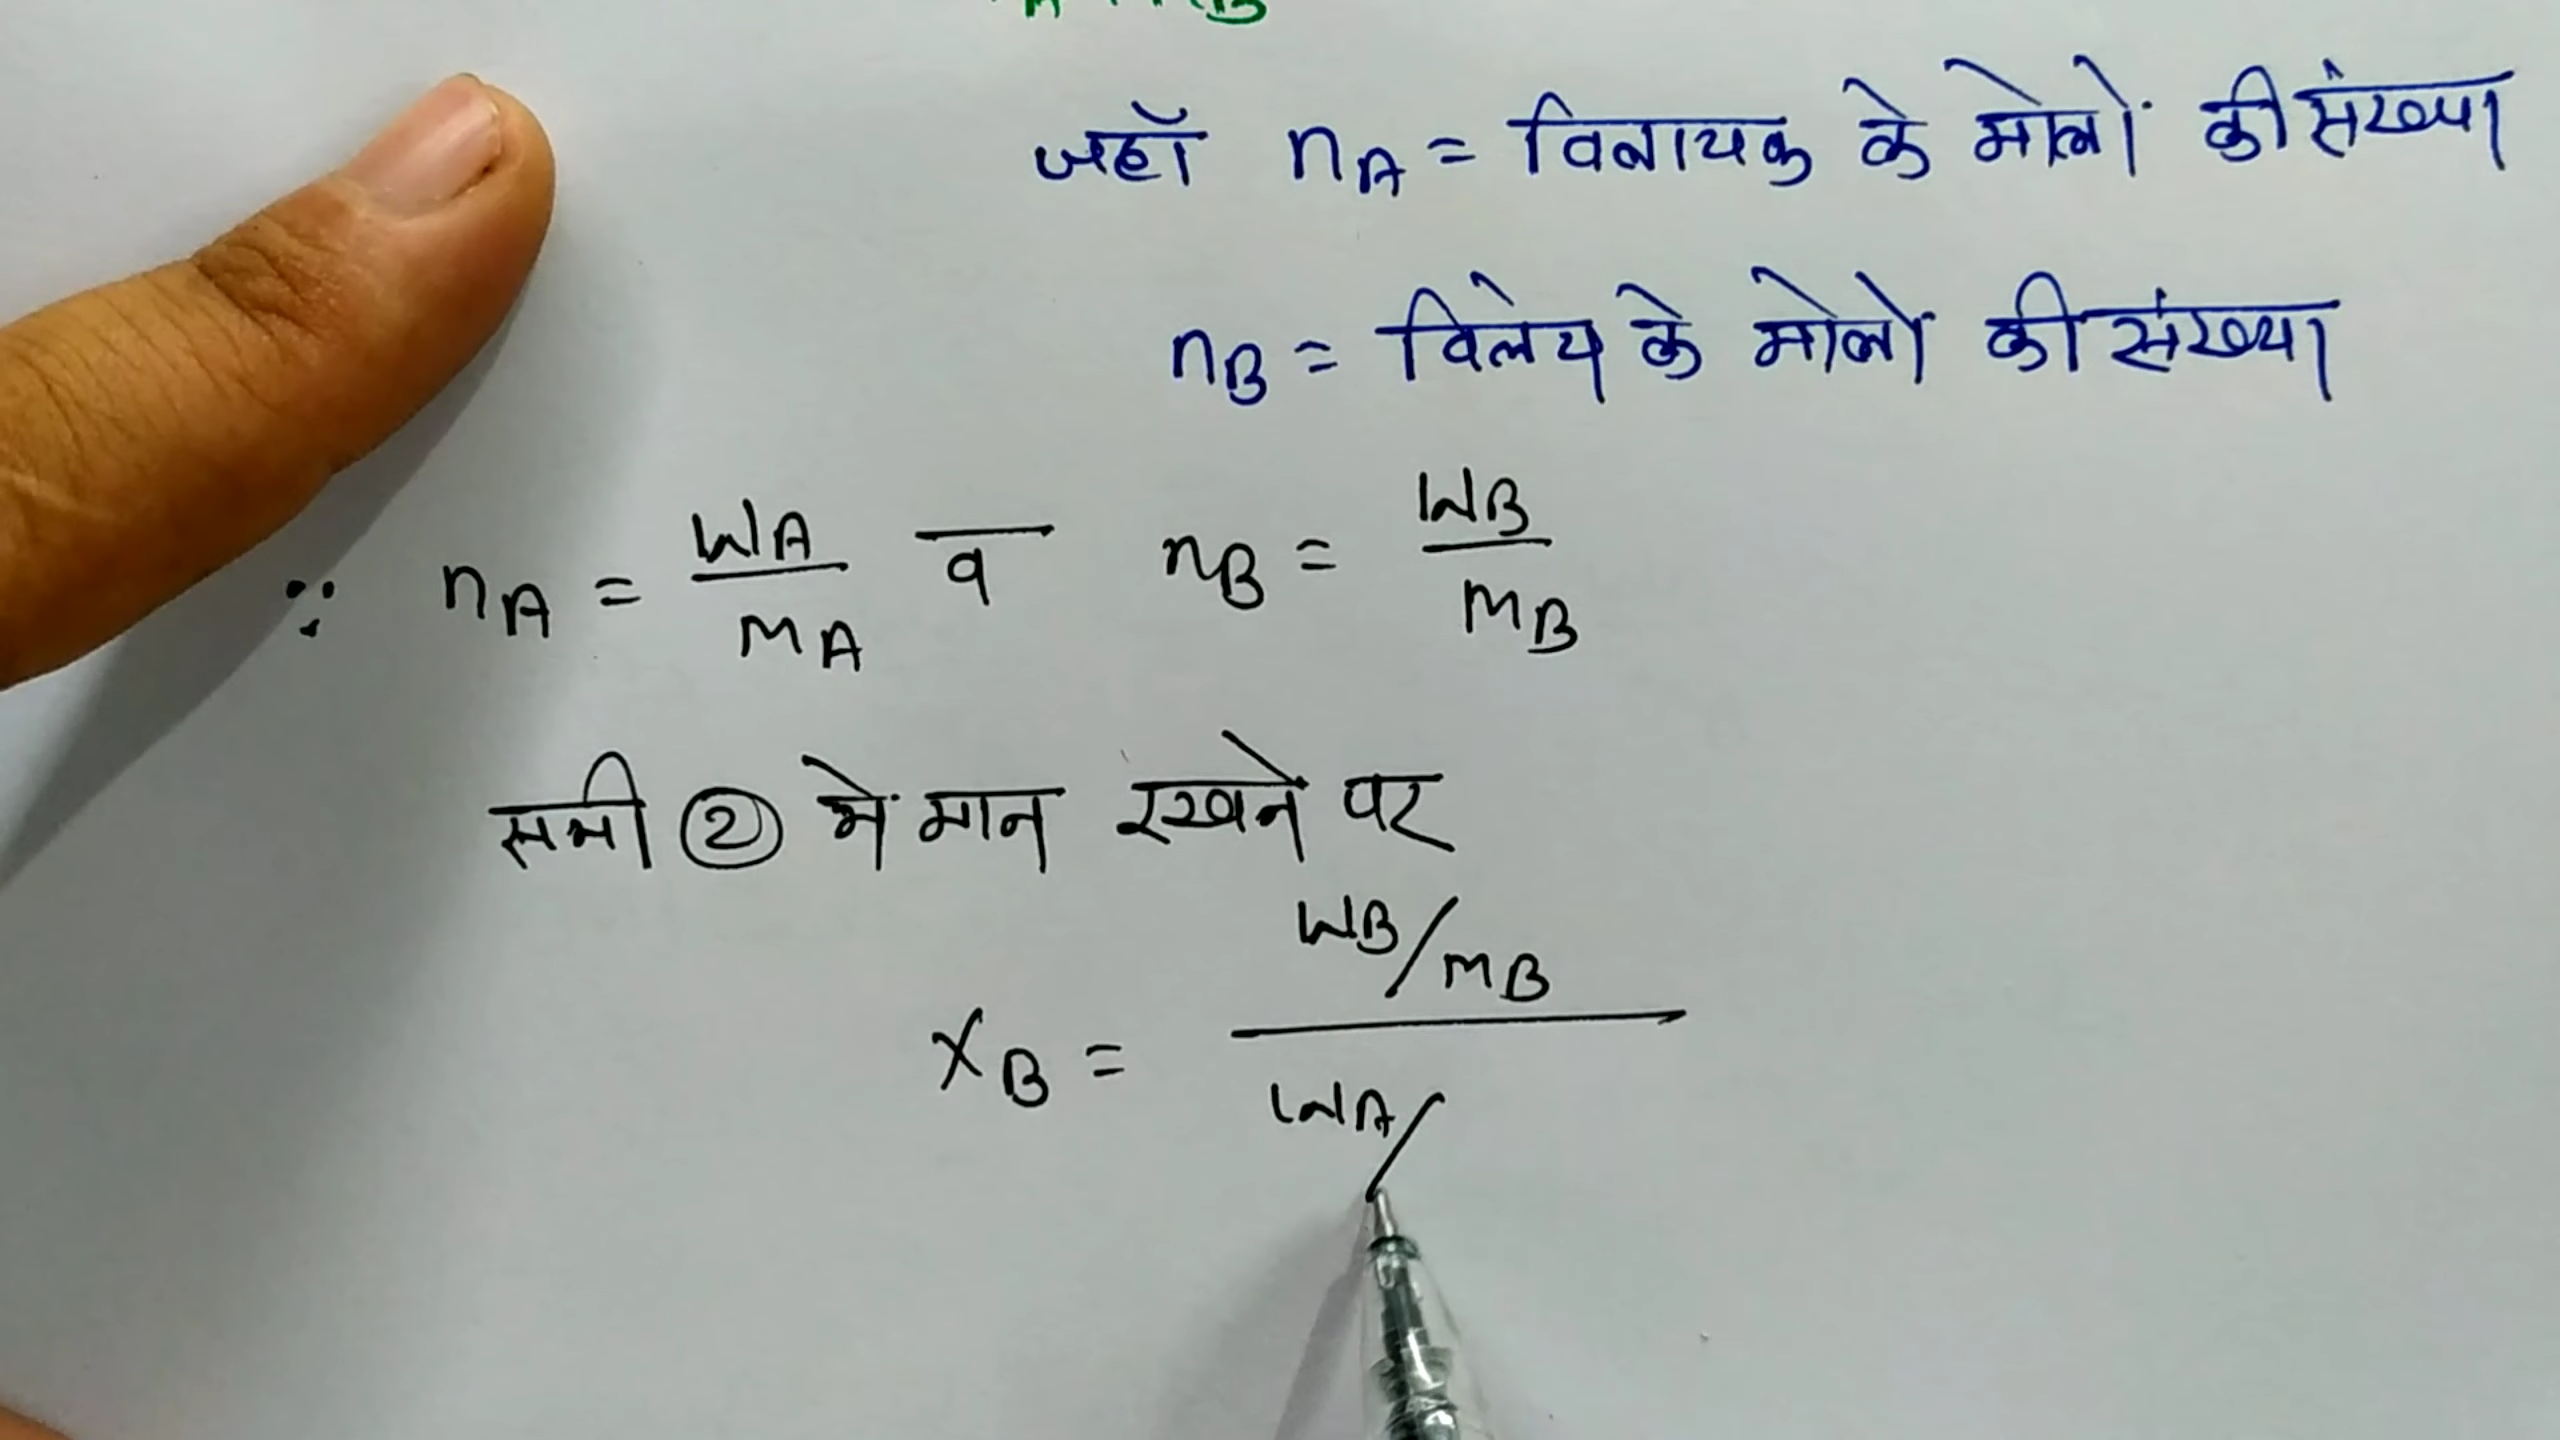 जहाँ nA = विलायक के मोलों की संख्या
nB = विलेय के मोलो की संख्या
∵ nA = WA/MA व nB = WB/MB
समी ② में मान रखने पर
XB = WB/MB
WA/